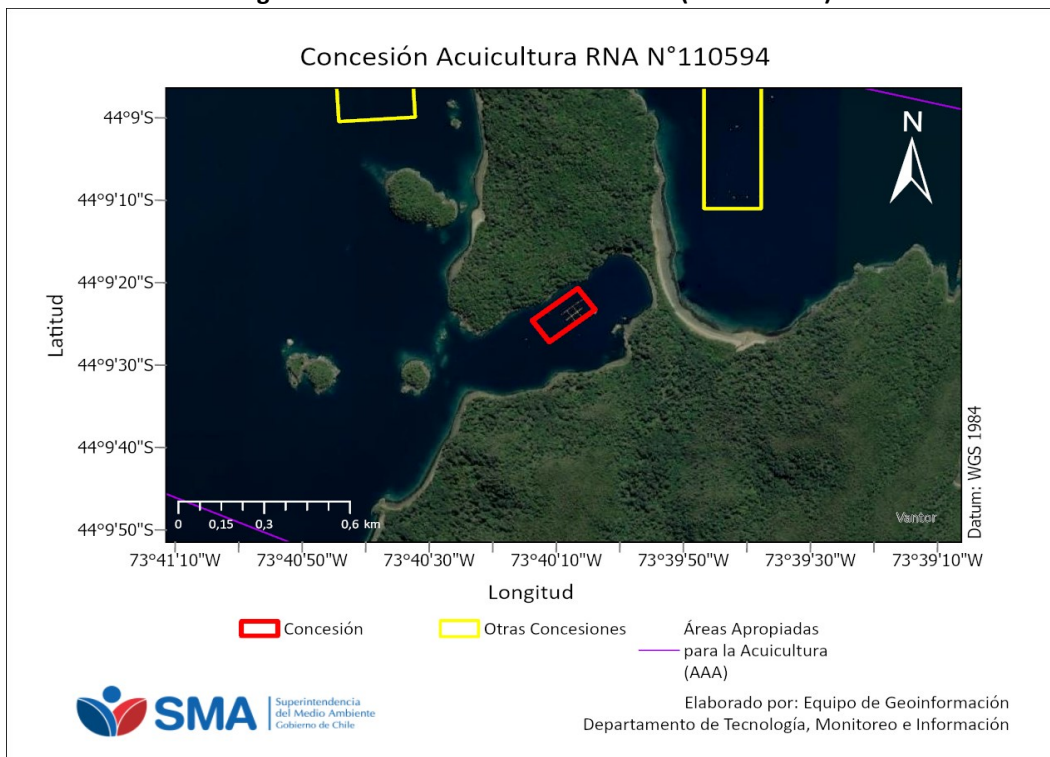 Concesión Acuicultura RNA N°110594
44°9'S
44°9'10"S
44°9'20"S
44°9'30"S
44°9'40"S
44°9'50"S
Latitud
N
Datum: WGS 1984
0 0,15 0,3 0,6 km
Vantor
73°41'10"W 73°40'50"W 73°40'30"W 73°40'10"W 73°39'50"W 73°39'30"W 73°39'10"W
Longitud
Concesión
Otras Concesiones
Áreas Apropiadas
para la Acuicultura
(AAA)
SMA
Superintendencia
del Medio Ambiente
Gobierno de Chile
Elaborado por: Equipo de Geoinformación
Departamento de Tecnología, Monitoreo e Información